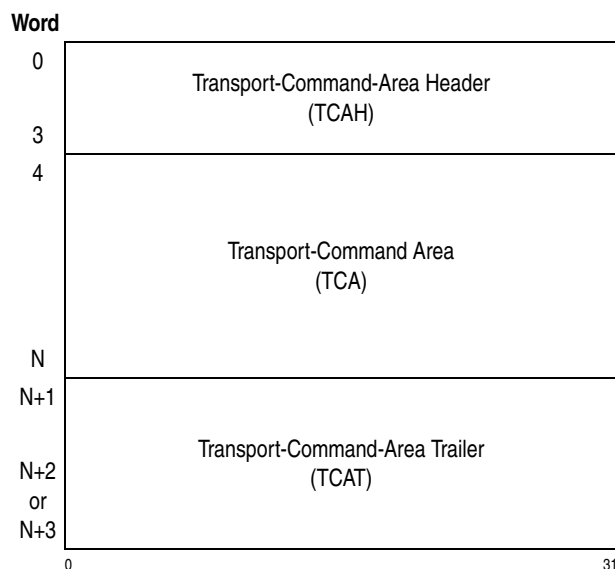 Word
0
Transport-Command-Area Header
(TCAH)
3
4
Transport-Command Area
(TCA)
N
N+1
Transport-Command-Area Trailer
(TCAT)
N+2
or
N+3
0 31